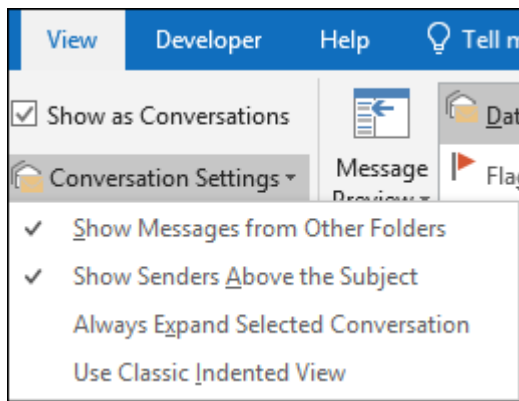 View Developer Help Tell
Show as Conversations
Conversation Settings
Message
Show Messages from Other Folders
Show Senders Above the Subject
Always Expand Selected Conversation
Use Classic Indented View